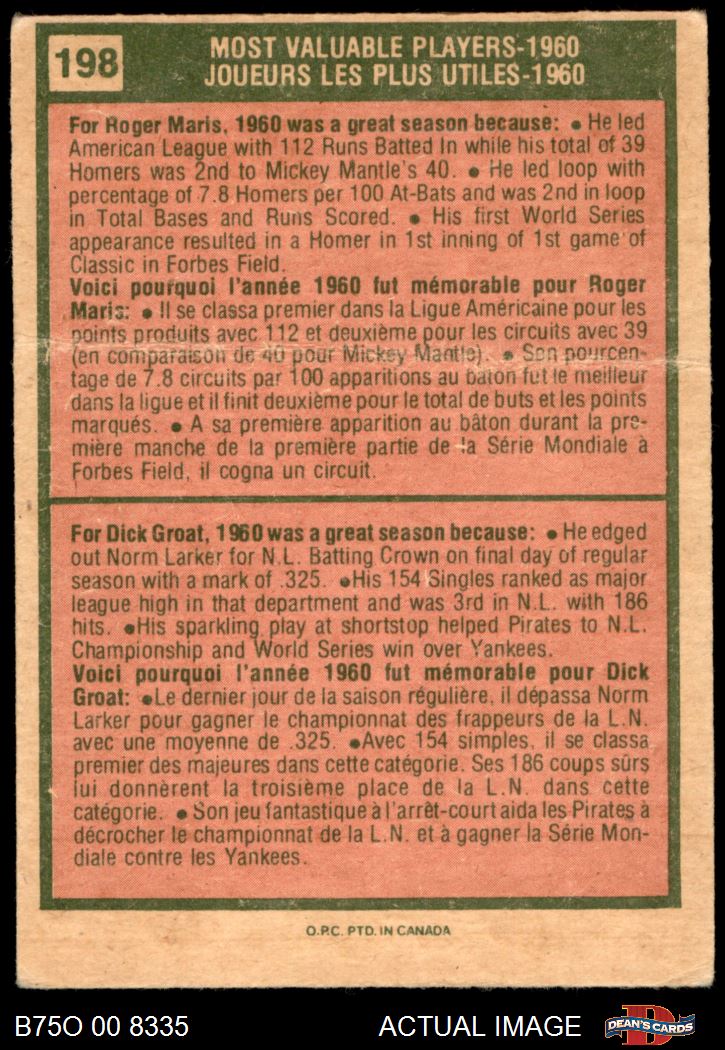 198
MOST VALUABLE PLAYERS-1960
JOUEURS LES PLUS UTILES-1960
For Roger Maris, 1960 was a great season because: • He led
American League with 112 Runs Batted In while his total of 39
Homers was 2nd to Mickey Mantle's 40. • He led loop with
percentage of 7.8 Homers per 100 At-Bats and was 2nd in loop
in Total Bases and Runs Scored. • His first World Series
appearance resulted in a Homer in 1st inning of 1st game of
Classic in Forbes Field.
Voici pourquoi l'année 1960 fut mémorable pour Roger
Maris: • Il se classa premier dans la Ligue Américaine pour les
points produits avec 112 et deuxième pour les circuits avec 39
(en comparaison de 40 pour Mickey Mantle). • Son pourcen-
tage de 7.8 circuits par 100 apparitions au bâton fut le meilleur
dans la ligue et il finit deuxième pour le total de buts et les points
marqués. • A sa première apparition au bâton durant la pre-
mière manche de la première partie de la Série Mondiale à
Forbes Field, il cogna un circuit.
For Dick Groat, 1960 was a great season because: • He edged
out Norm Larker for N.L. Batting Crown on final day of regular
season with a mark of .325. •His 154 Singles ranked as major
league high in that department and was 3rd in N.L. with 186
hits. •His sparkling play at shortstop helped Pirates to N.L.
Championship and World Series win over Yankees.
Voici pourquoi l'année 1960 fut mémorable pour Dick
Groat: •Le dernier jour de la saison régulière, il dépassa Norm
Larker pour gagner le championnat des frappeurs de la L.N.
avec une moyenne de .325. •Avec 154 simples, il se classa
premier des majeures dans cette catégorie. Ses 186 coups sûrs
lui donnèrent la troisième place de la L.N. dans cette
catégorie. • Son jeu fantastique à l'arrêt-court aida les Pirates à
décrocher le championnat de la L.N. et à gagner la Série Mon-
diale contre les Yankees.
O.P.C. PTD. IN CANADA
B75O 00 8335
ACTUAL IMAGE
D
DEAN'S CARDS